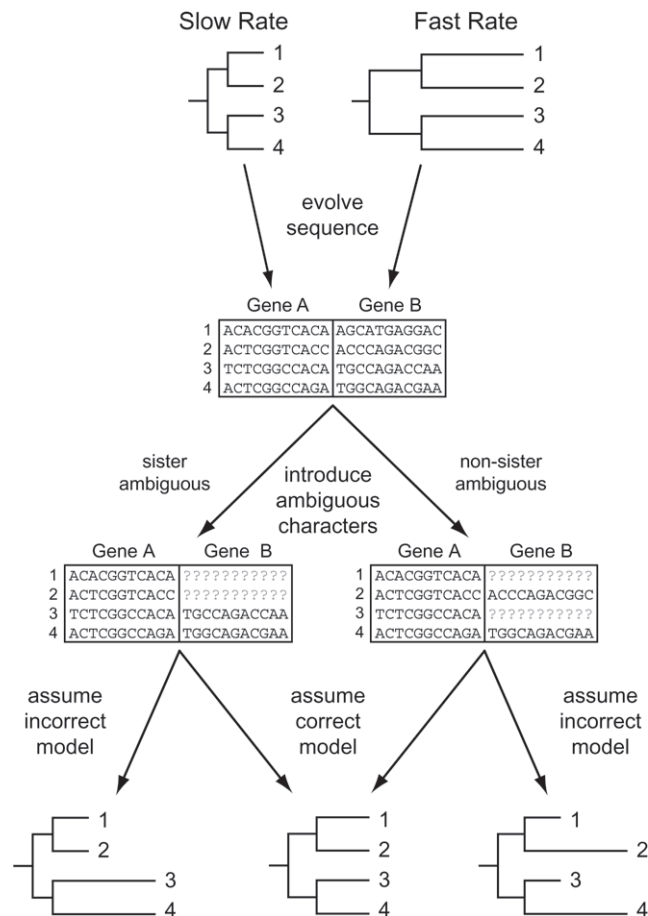 Slow Rate Fast Rate
1 1
2 2
3 3
4 4
evolve
sequence
Gene A Gene B
1 ACACGGTCACA AGCATGAGGAC
2 ACTCGGTCACC ACCCAGACGGC
3 TCTCGGCCACA TGCCAGACCAA
4 ACTCGGCCAGA TGGCAGACGAA
sister
ambiguous
introduce
ambiguous
characters
non-sister
ambiguous
Gene A Gene B
1 ACACGGTCACA ???????????
2 ACTCGGTCACC ???????????
3 TCTCGGCCACA TGCCAGACCAA
4 ACTCGGCCAGA TGGCAGACGAA
Gene A Gene B
1 ACACGGTCACA ???????????
2 ACTCGGTCACC ACCCAGACGGC
3 TCTCGGCCACA ???????????
4 ACTCGGCCAGA TGGCAGACGAA
assume
incorrect
model
assume
correct
model
assume
incorrect
model
1
2
3
4
1
2
3
4
1
2
3
4